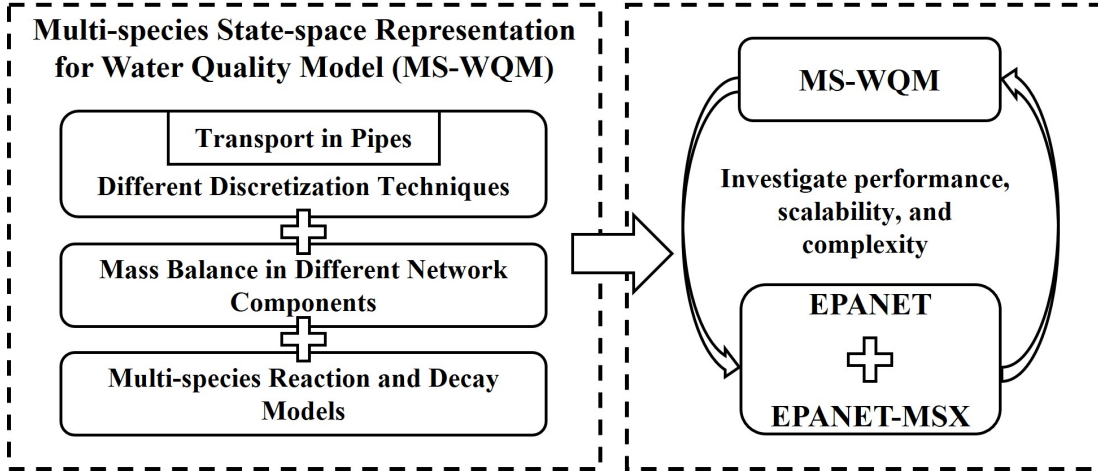 Multi-species State-space Representation
for Water Quality Model (MS-WQM)
Transport in Pipes
Different Discretization Techniques
Mass Balance in Different Network
Components
Multi-species Reaction and Decay
Models
MS-WQM
Investigate performance,
scalability, and
complexity
EPANET
EPANET-MSX